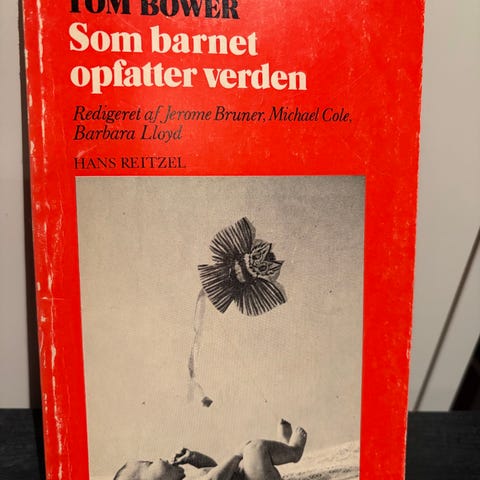 TOM BOWER
Som barnet
opfatter verden
Redigeret af Jerome Bruner, Michael Cole,
Barbara Lloyd
HANS REITZEL